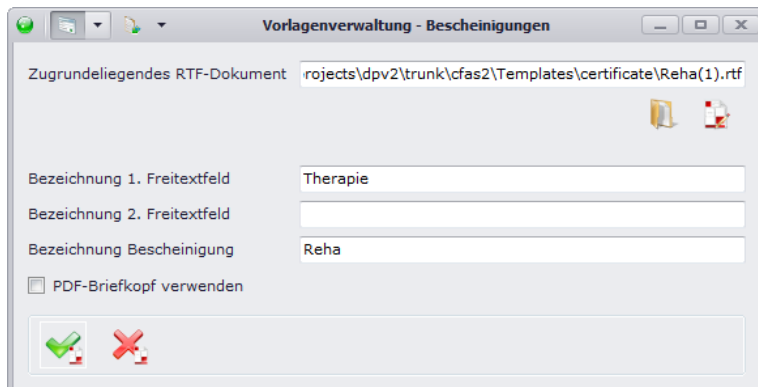 Vorlagenverwaltung - Bescheinigungen
Zugrundeliegendes RTF-Dokument rojects\dpv2\trunk\cfas2\Templates\certificate\Reha(1).rtf
Bezeichnung 1. Freitextfeld Therapie
Bezeichnung 2. Freitextfeld
Bezeichnung Bescheinigung Reha
PDF-Briefkopf verwenden